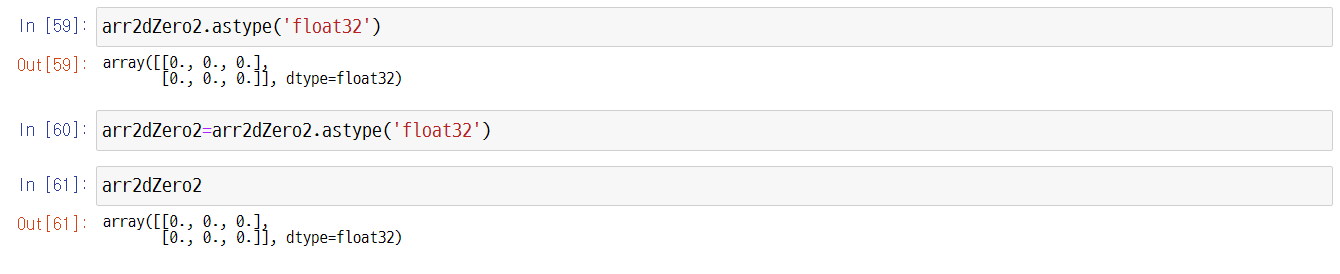 In [59]: arr2dZero2.astype('float32')
Out[59]: array([[0., 0., 0.],
[0., 0., 0.]], dtype=float32)
In [60]: arr2dZero2=arr2dZero2.astype('float32')
In [61]: arr2dZero2
Out[61]: array([[0., 0., 0.],
[0., 0., 0.]], dtype=float32)